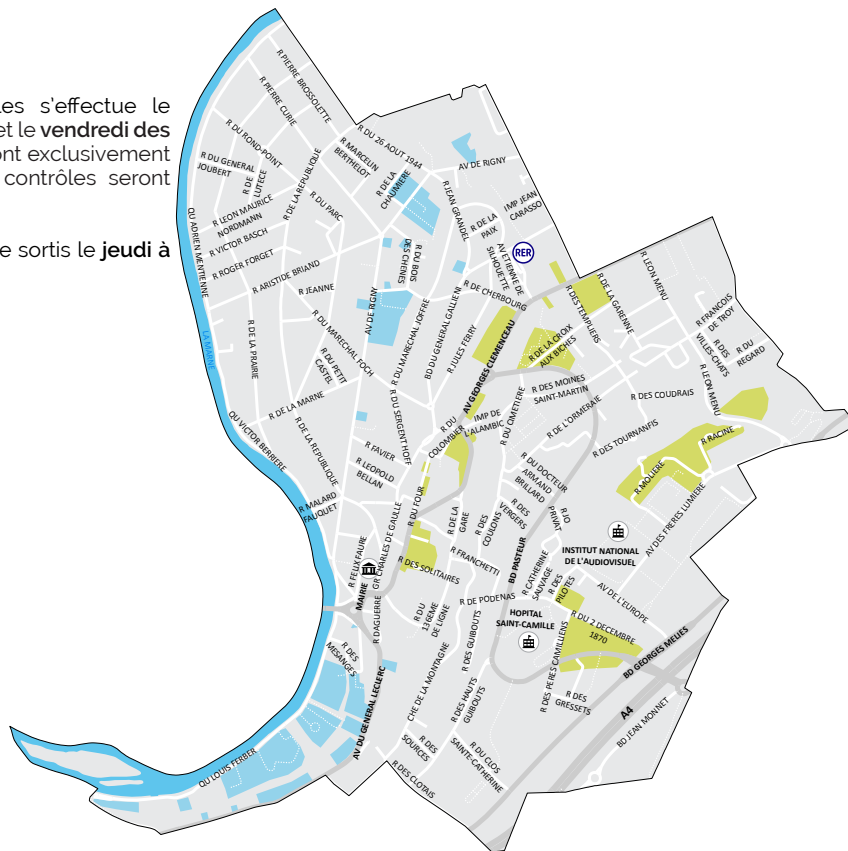 les s'effectue le
et le vendredi des
ont exclusivement
contrôles seront
e sortis le jeudi à
R PIERRE BROSSOLETTE
R PIERRE CURIE
R DU ROND-POINT
R MARCELIN
BERTHELOT
R DU 26 AOUT 1944
AV DE RIGNY
R DU GENERAL
JOUBERT
R DE
LUTECE
R DE LA REPUBLIQUE
R DE LA
CHAUMIERE
R JEAN GRANDEL
IMP JEAN
CARASSO
R LEON MAURICE
NORDMANN
R DU PARC
R DE LA
PAIX
QU ADRIEN MENTIENNE
R VICTOR BASCH
R DU BOIS
DES CHENES
AV ETIENNE DE
SILHOUETTE
RER
R ROGER FORGET
R ARISTIDE BRIAND
R JEANNE
AV DE RIGNY
R DE CHERBOURG
R DES TEMPLIERS
R DE LA GARENNE
R LEON MENU
R FRANCOIS
DE TROY
LA MARNE
R DE LA PRAIRIE
R DU MARECHAL FOCH
R DU MARECHAL JOFFRE
BD DU GENERAL GALLIENI
R JULES FERRY
AV GEORGES CLEMENCEAU
R DE LA CROIX
AUX BICHES
R DES
VILLES-CHATS
R DU
REGARD
R DU PETIT
CASTEL
R DES MOINES
SAINT-MARTIN
R LEON MENU
R DES COUDRAIS
R DE LA MARNE
QU VICTOR BERRIERE
R DU SERGENT HOFF
R DU
COLOMBIER
IMP DE
L'ALAMBIC
R DU CIMETIERE
R DE L'ORMERAIE
R DES TOURNANFIS
R RACINE
R DE LA REPUBLIQUE
R FAVIER
R LEOPOLD
BELLAN
R DU DOCTEUR
ARMAND
BRILLARD
R MOLIERE
R MALARD
FAUQUET
R DU FOUR
R DE LA
GARE
R DES
COULONS
R DES
VERGERS
R JO
PRIVAT
AV DES FRERES LUMIERE
GR CHARLES DE GAULLE
R FELIX FAURE
MAIRIE
R DES SOLITAIRES
R FRANCHETTI
BD PASTEUR
R CATHERINE
SAUVAGE
INSTITUT NATIONAL
DE L'AUDIOVISUEL
R DES
PILOTES
AV DE L'EUROPE
R DAGUERRE
R DU
136EME
DE LIGNE
R DE PODENAS
HOPITAL
SAINT-CAMILLE
R DU 2 DECEMBRE
1870
R DES
MESANGES
CHE DE LA MONTAGNE
R DES GUIBOUTS
R DES PERES CAMILLIENS
BD GEORGES MELIES
AV DU GENERAL LECLERC
R DES HAUTS
GUIBOUTS
R DES
GRESSETS
A4
BD JEAN MONNET
QU LOUIS FERBER
R DES
SOURCES
R DU CLOS
SAINTE-CATHERINE
R DES CLOTAIS